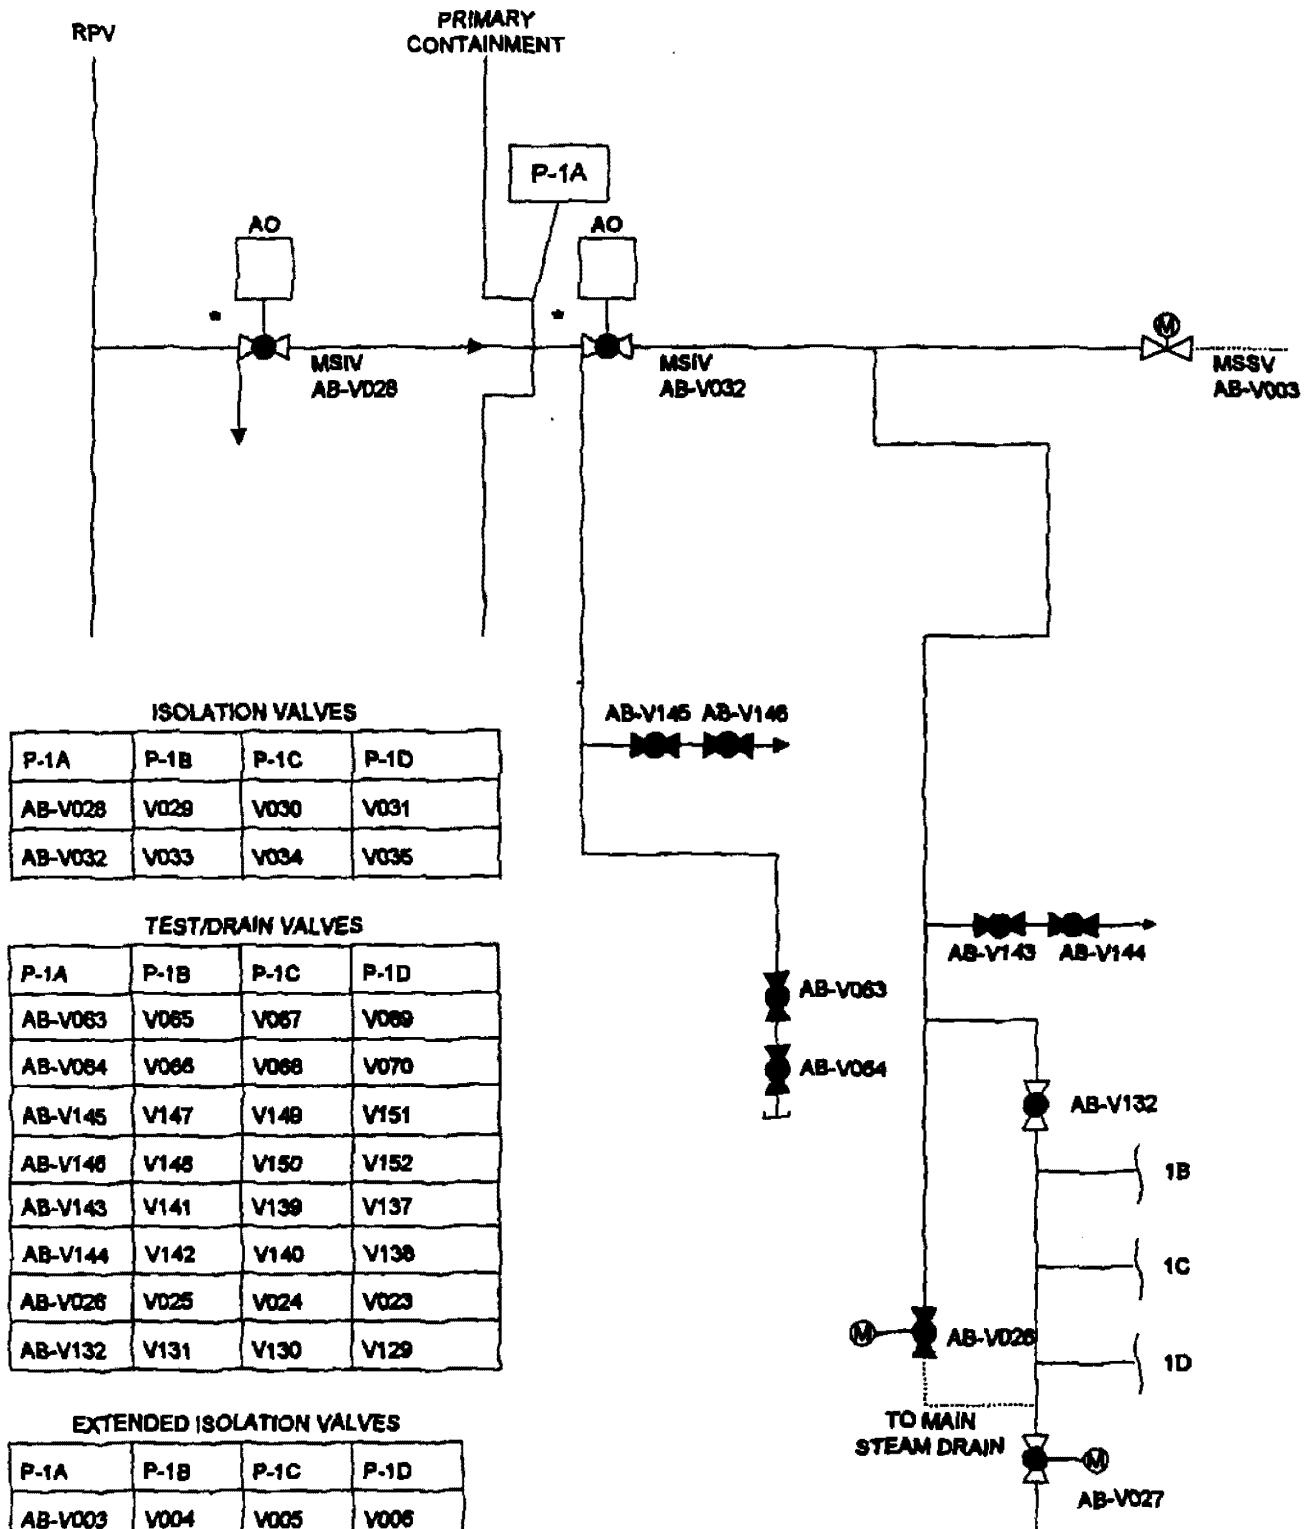 RPV
PRIMARY
CONTAINMENT
P-1A
AO
AO
*
*
MSIV
AB-V028
MSIV
AB-V032
M
MSSV
AB-V003
ISOLATION VALVES
P-1A P-1B P-1C P-1D
AB-V028 V029 V030 V031
AB-V032 V033 V034 V035
AB-V145 AB-V146
TEST/DRAIN VALVES
P-1A P-1B P-1C P-1D
AB-V063 V065 V067 V069
AB-V064 V066 V068 V070
AB-V145 V147 V149 V151
AB-V146 V148 V150 V152
AB-V143 V141 V139 V137
AB-V144 V142 V140 V138
AB-V026 V025 V024 V023
AB-V132 V131 V130 V129
AB-V143 AB-V144
AB-V063
AB-V064
AB-V132
1B
1C
1D
M
AB-V026
TO MAIN
STEAM DRAIN
M
AB-V027
EXTENDED ISOLATION VALVES
P-1A P-1B P-1C P-1D
AB-V003 V004 V005 V006